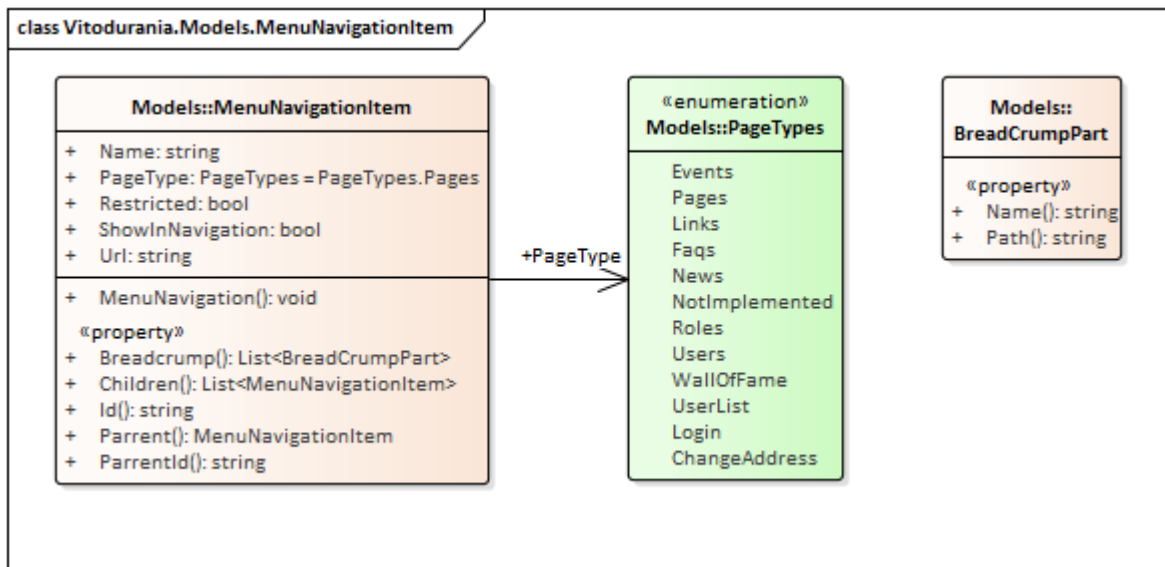 class Vitodurania.Models.MenuNavigationItem
Models::MenuNavigationItem
+ Name: string
+ PageType: PageTypes = PageTypes.Pages
+ Restricted: bool
+ ShowInNavigation: bool
+ Url: string
+ MenuNavigation(): void
«property»
+ Breadcrump(): List<BreadCrumpPart>
+ Children(): List<MenuNavigationItem>
+ Id(): string
+ Parrent(): MenuNavigationItem
+ ParrentId(): string
+PageType
«enumeration»
Models::PageTypes
Events
Pages
Links
Faqs
News
NotImplemented
Roles
Users
WallOfFame
UserList
Login
ChangeAddress
Models::
BreadCrumpPart
«property»
+ Name(): string
+ Path(): string